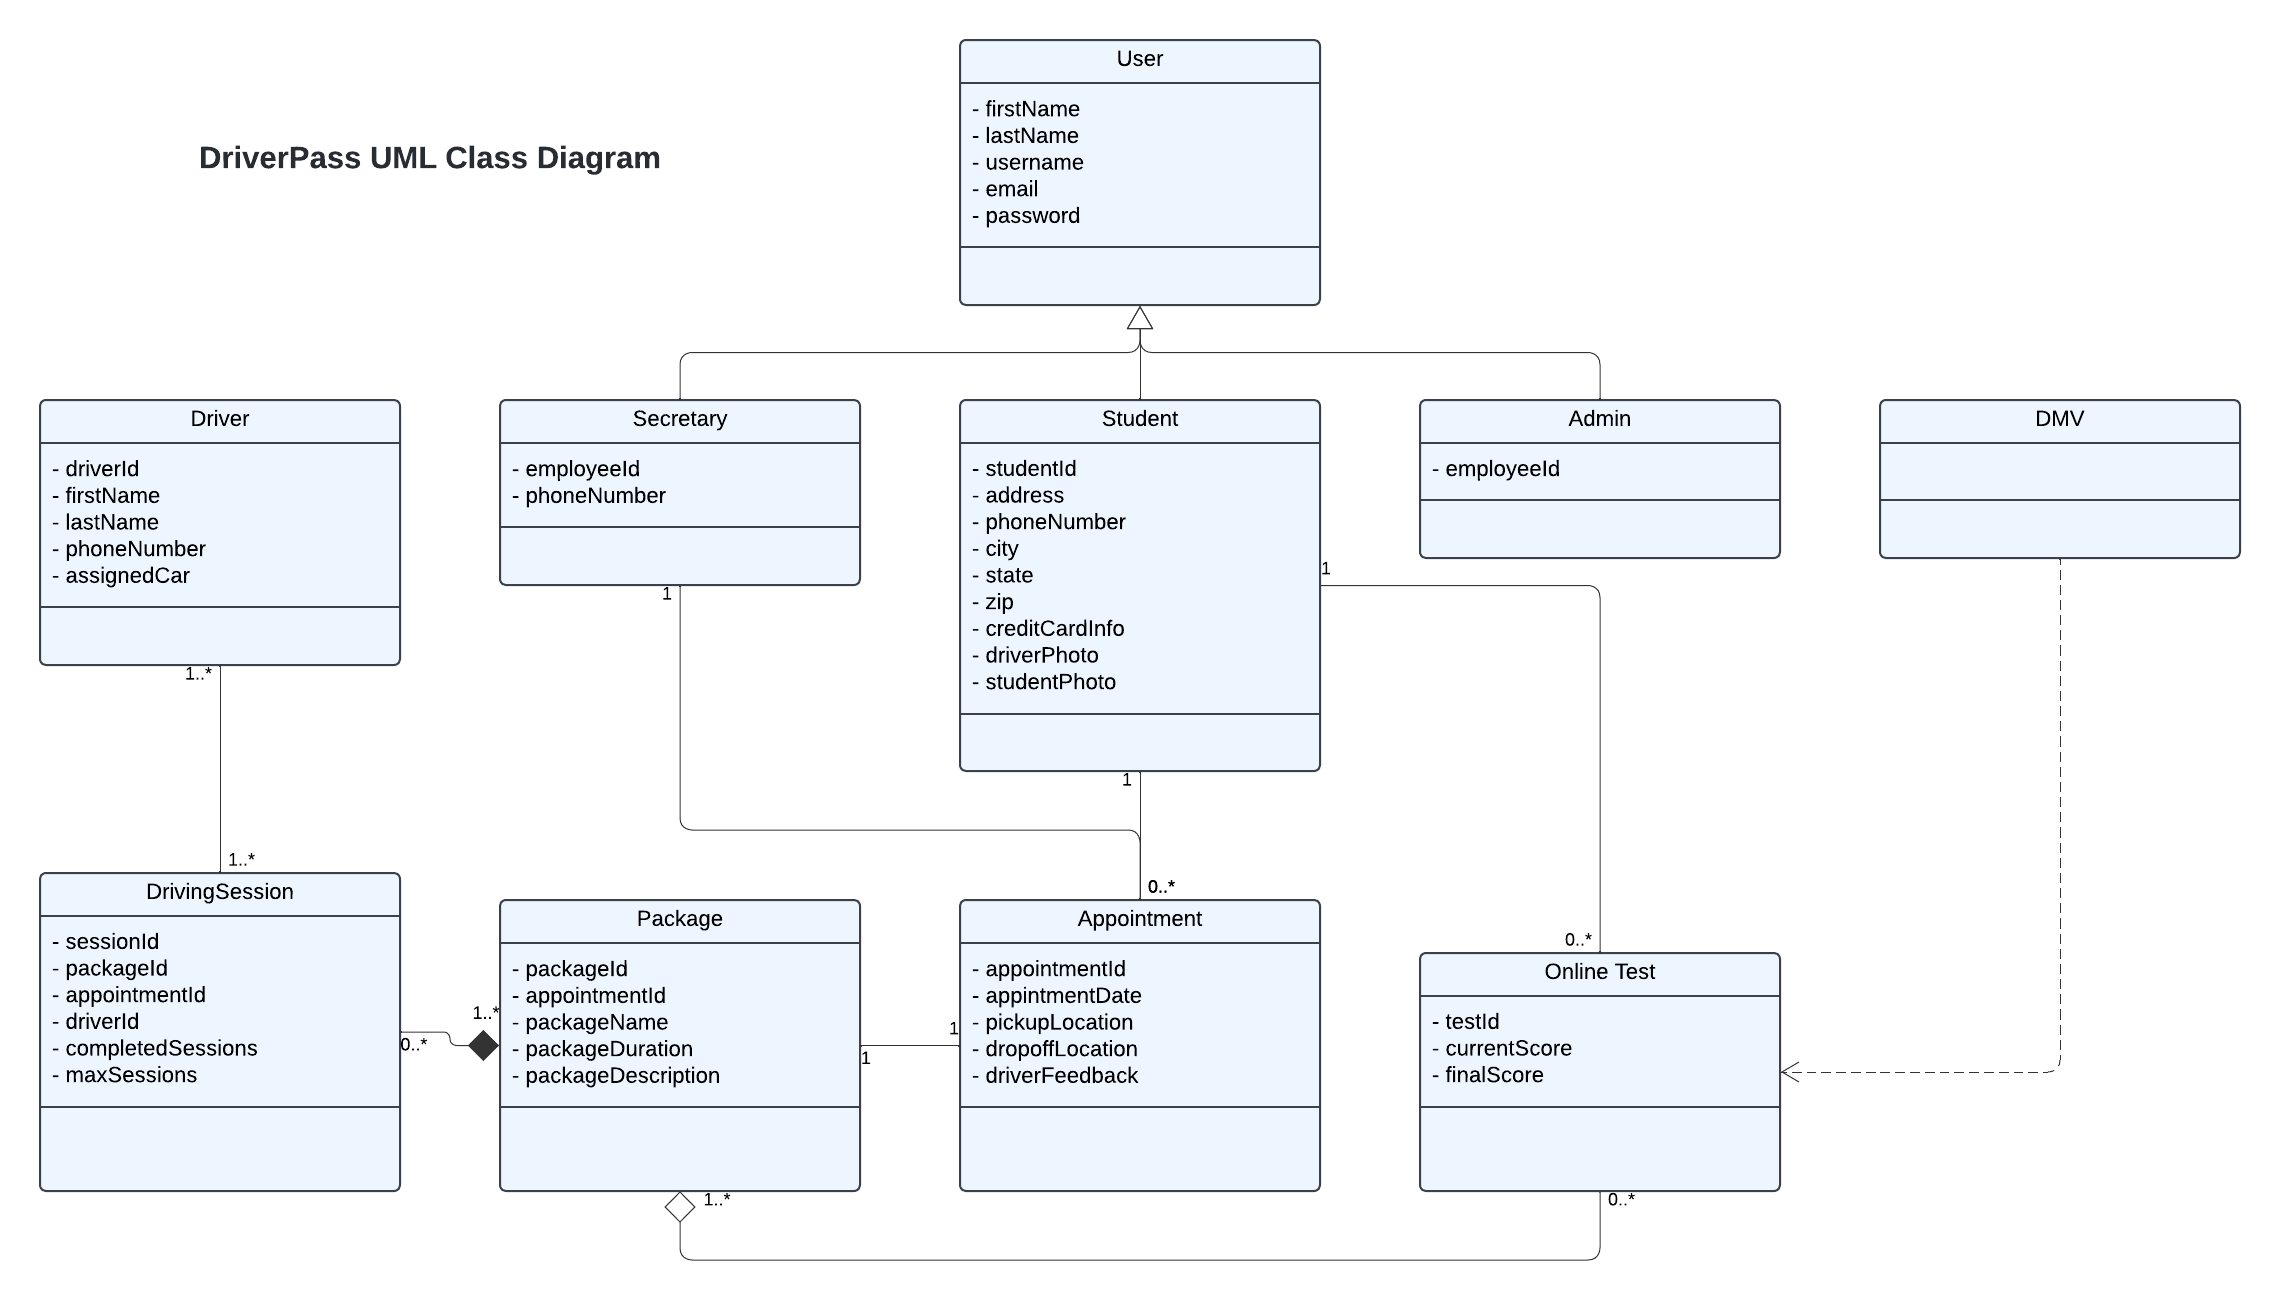 DriverPass UML Class Diagram
User
- firstName
- lastName
- username
- email
- password
Driver
- driverId
- firstName
- lastName
- phoneNumber
- assignedCar
1..*
Secretary
- employeeId
- phoneNumber
1
Student
- studentId
- address
- phoneNumber
- city
- state
- zip
- creditCardInfo
- driverPhoto
- studentPhoto
1
1
Admin
- employeeId
DMV
1..*
DrivingSession
- sessionId
- packageId
- appointmentId
- driverId
- completedSessions
- maxSessions
0..*
1..*
Package
- packageId
- appointmentId
- packageName
- packageDuration
- packageDescription
1
1..*
0..*
1
Appointment
- appointmentId
- appintmentDate
- pickupLocation
- dropoffLocation
- driverFeedback
0..*
Online Test
- testId
- currentScore
- finalScore
0..*